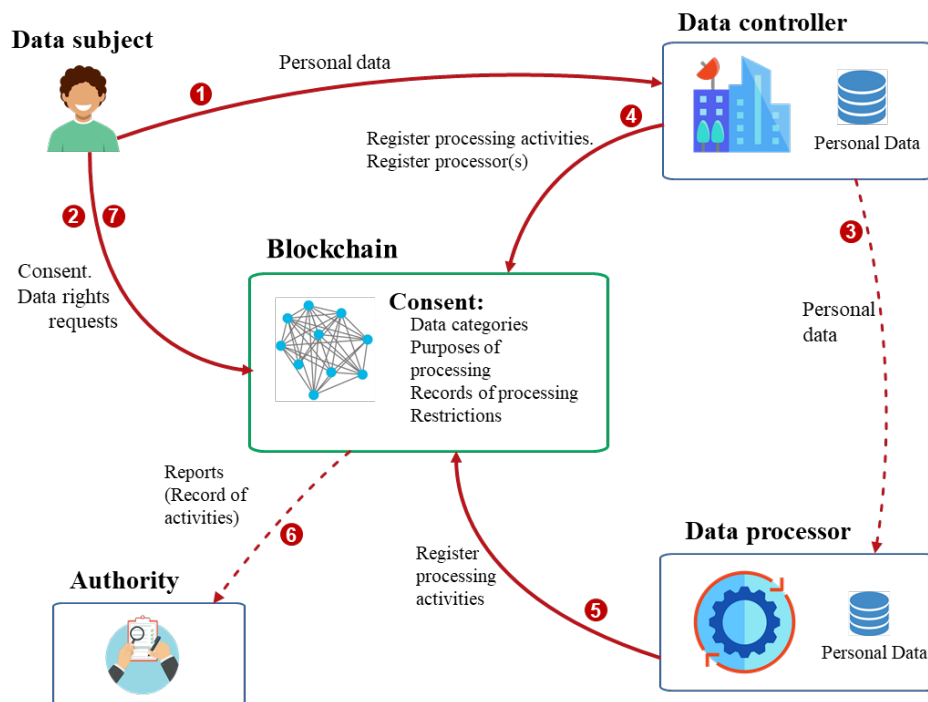 Data subject
Data controller
Personal data
1
4
Personal Data
Register processing activities.
Register processor(s)
2
7
3
Blockchain
Consent.
Data rights
requests
Consent:
Data categories
Purposes of
processing
Records of processing
Restrictions
Personal
data
Reports
(Record of
activities)
6
Data processor
Authority
Register
processing
activities
5
Personal Data